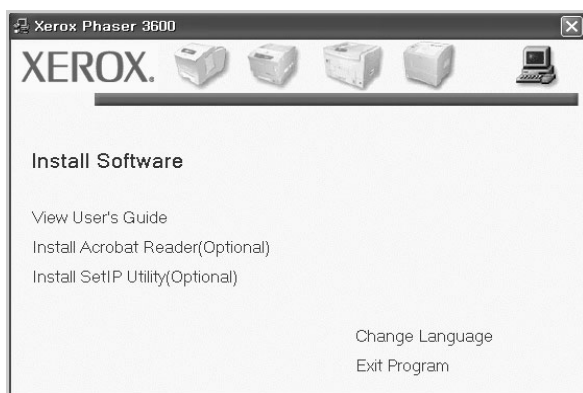 Xerox Phaser 3600
XEROX.
Install Software
View User's Guide
Install Acrobat Reader(Optional)
Install SetIP Utility(Optional)
Change Language
Exit Program